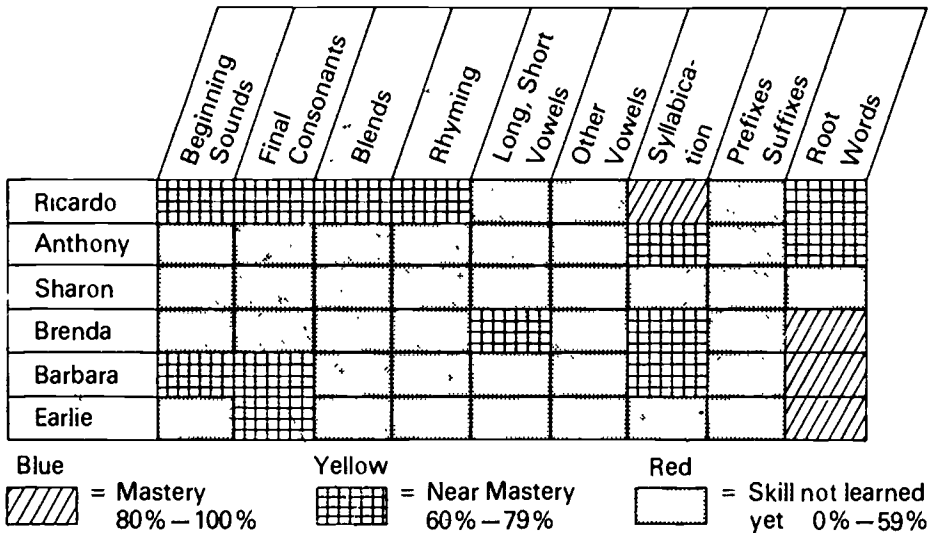 Beginning
Sounds
Final
Consonants
Blends
Rhyming
Long, Short
Vowels
Other
Vowels
Syllabica-
tion
Prefixes
Suffixes
Root
Words
Ricardo
Anthony
Sharon
Brenda
Barbara
Earlie
Blue
= Mastery
80%–100%
Yellow
= Near Mastery
60%–79%
Red
= Skill not learned
yet 0%–59%